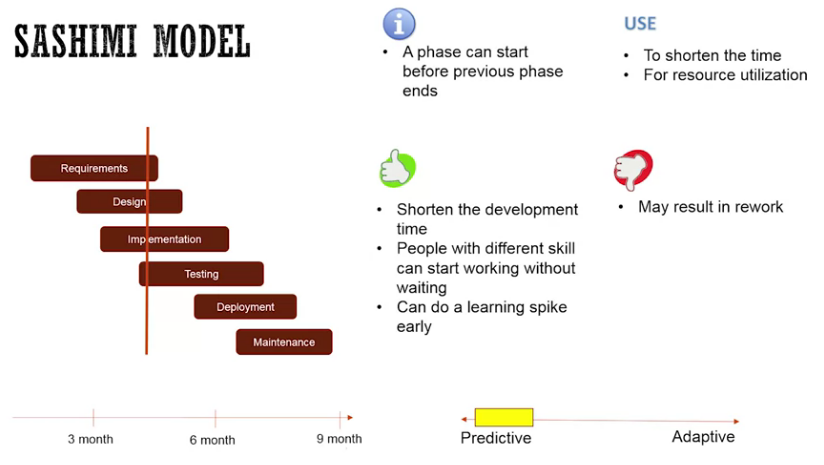 SASHIMI MODEL
i
• A phase can start
before previous phase
ends
USE
• To shorten the time
• For resource utilization
Requirements
Design
Implementation
Testing
Deployment
Maintenance
• Shorten the development
time
• People with different skill
can start working without
waiting
• Can do a learning spike
early
• May result in rework
3 month
6 month
9 month
Predictive
Adaptive